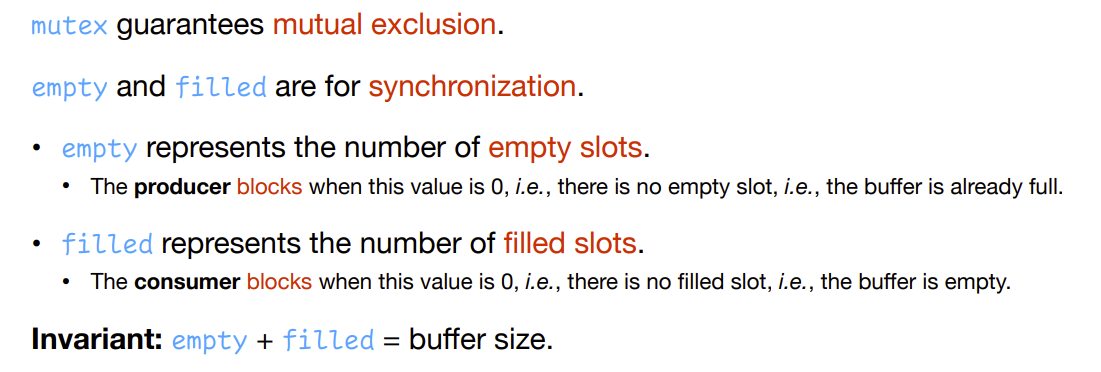 mutex guarantees mutual exclusion.
empty and filled are for synchronization.
• empty represents the number of empty slots.
• The producer blocks when this value is 0, i.e., there is no empty slot, i.e., the buffer is already full.
• filled represents the number of filled slots.
• The consumer blocks when this value is 0, i.e., there is no filled slot, i.e., the buffer is empty.
Invariant: empty + filled = buffer size.